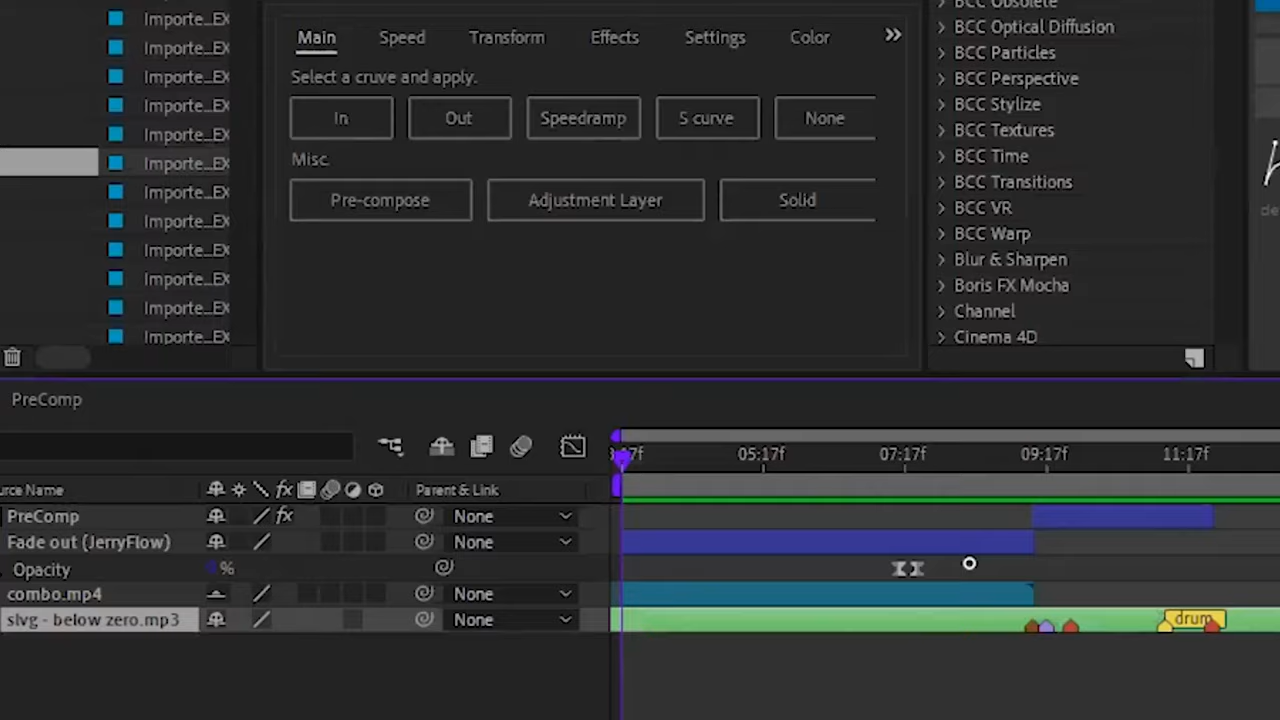 Importe_EX
Importe_EX
Importe_EX
Importe_EX
Importe_EX
Importe_EX
Importe_EX
Importe_EX
Importe_EX
Importe_EX
Importe_EX
Importe_EX
Main Speed Transform Effects Settings Color
Select a cruve and apply.
In Out Speedramp S curve None
Misc.
Pre-compose Adjustment Layer Solid
BCC Obsolete
BCC Optical Diffusion
BCC Particles
BCC Perspective
BCC Stylize
BCC Textures
BCC Time
BCC Transitions
BCC VR
BCC Warp
Blur & Sharpen
Boris FX Mocha
Channel
Cinema 4D
PreComp
05:17f 07:17f 09:17f 11:17f
urce Name fx Parent & Link
PreComp fx None
Fade out (JerryFlow) None
Opacity %
combo.mp4 None
slvg - below zero.mp3 None drum